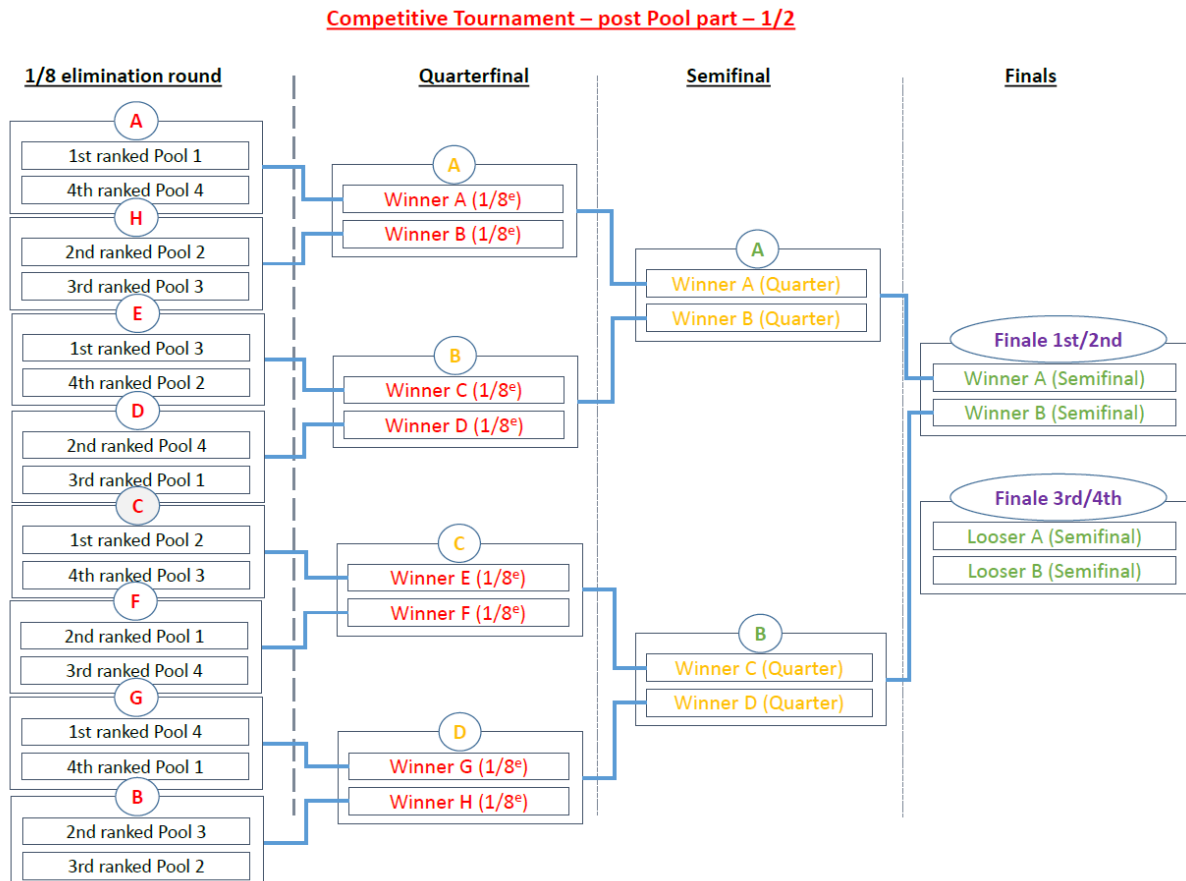 Competitive Tournament – post Pool part – 1/2
1/8 elimination round
Quarterfinal
Semifinal
Finals
A
1st ranked Pool 1
4th ranked Pool 4
H
2nd ranked Pool 2
3rd ranked Pool 3
E
1st ranked Pool 3
4th ranked Pool 2
D
2nd ranked Pool 4
3rd ranked Pool 1
C
1st ranked Pool 2
4th ranked Pool 3
F
2nd ranked Pool 1
3rd ranked Pool 4
G
1st ranked Pool 4
4th ranked Pool 1
B
2nd ranked Pool 3
3rd ranked Pool 2
A
Winner A (1/8ᵉ)
Winner B (1/8ᵉ)
B
Winner C (1/8ᵉ)
Winner D (1/8ᵉ)
C
Winner E (1/8ᵉ)
Winner F (1/8ᵉ)
D
Winner G (1/8ᵉ)
Winner H (1/8ᵉ)
A
Winner A (Quarter)
Winner B (Quarter)
B
Winner C (Quarter)
Winner D (Quarter)
Finale 1st/2nd
Winner A (Semifinal)
Winner B (Semifinal)
Finale 3rd/4th
Looser A (Semifinal)
Looser B (Semifinal)